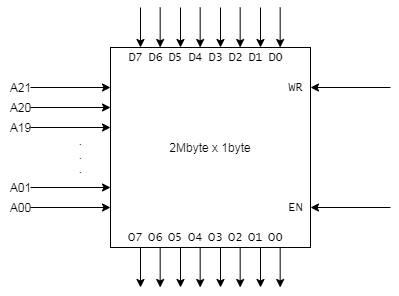 D7 D6 D5 D4 D3 D2 D1 D0
A21 WR
A20
A19
.
.
.
2Mbyte x 1byte
A01
A00 EN
O7 O6 O5 O4 O3 O2 O1 O0